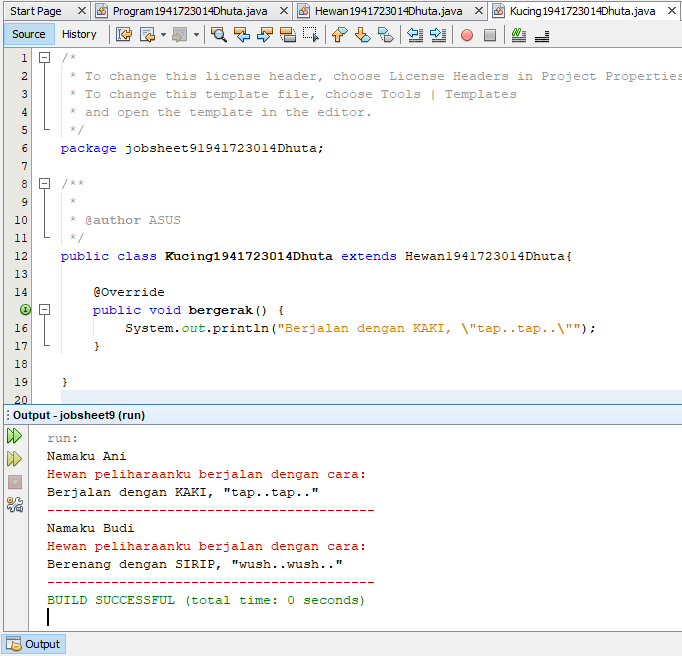 Start Page Program1941723014Dhuta.java Hewan1941723014Dhuta.java Kucing1941723014Dhuta.java
Source History
1 /*
2 * To change this license header, choose License Headers in Project Properties
3 * To change this template file, choose Tools | Templates
4 * and open the template in the editor.
5 */
6 package jobsheet91941723014Dhuta;
7
8 /**
9 *
10 * @author ASUS
11 */
12 public class Kucing1941723014Dhuta extends Hewan1941723014Dhuta{
13
14 @Override
public void bergerak() {
16 System.out.println("Berjalan dengan KAKI, \"tap..tap..\"");
17 }
18
19 }
20
Output - jobsheet9 (run)
run:
Namaku Ani
Hewan peliharaanku berjalan dengan cara:
Berjalan dengan KAKI, "tap..tap.."
-----------------------------------------
Namaku Budi
Hewan peliharaanku berjalan dengan cara:
Berenang dengan SIRIP, "wush..wush.."
-----------------------------------------
BUILD SUCCESSFUL (total time: 0 seconds)
Output